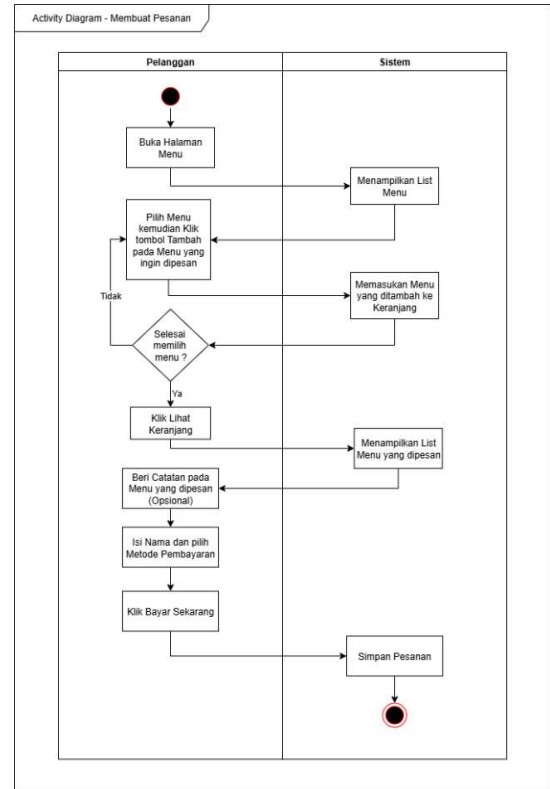 Activity Diagram - Membuat Pesanan
Pelanggan
Sistem
Buka Halaman
Menu
Menampilkan List
Menu
Pilih Menu
kemudian Klik
tombol Tambah
pada Menu yang
ingin dipesan
Memasukan Menu
yang ditambah ke
Keranjang
Tidak
Selesai
memilih
menu ?
Ya
Klik Lihat
Keranjang
Menampilkan List
Menu yang dipesan
Beri Catatan pada
Menu yang dipesan
(Opsional)
Isi Nama dan pilih
Metode Pembayaran
Klik Bayar Sekarang
Simpan Pesanan